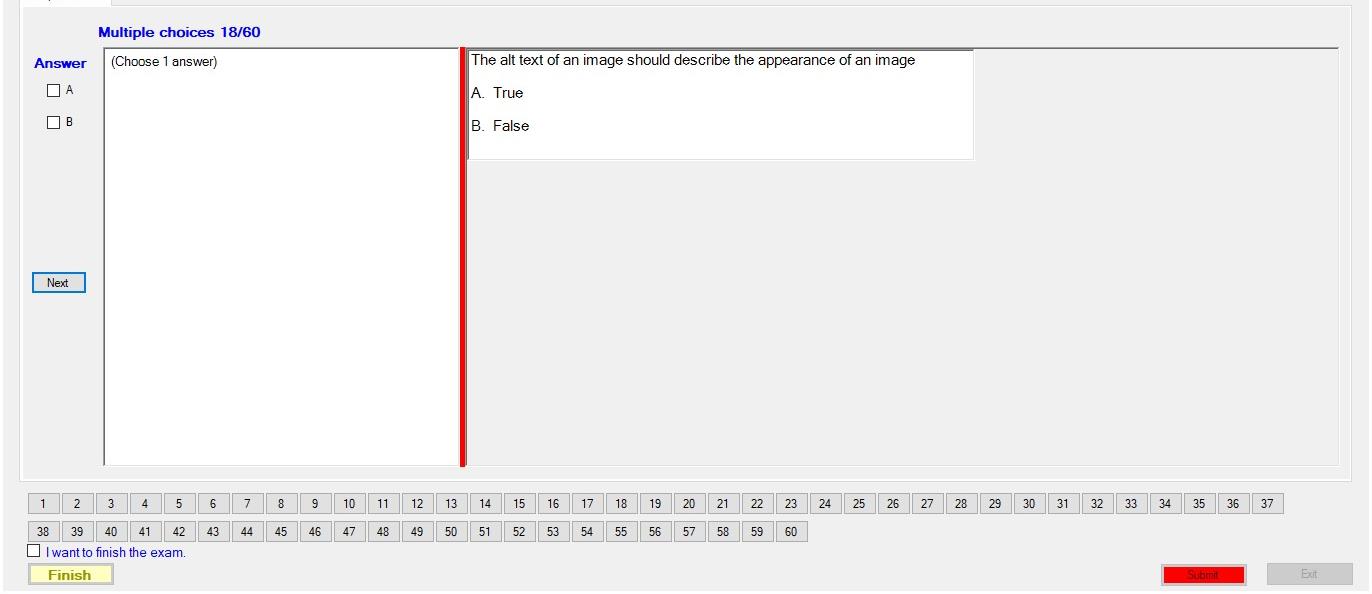 Multiple choices 18/60
Answer
(Choose 1 answer)
A
B
The alt text of an image should describe the appearance of an image
A. True
B. False
Next
1 2 3 4 5 6 7 8 9 10 11 12 13 14 15 16 17 18 19 20 21 22 23 24 25 26 27 28 29 30 31 32 33 34 35 36 37
38 39 40 41 42 43 44 45 46 47 48 49 50 51 52 53 54 55 56 57 58 59 60
I want to finish the exam.
Finish
Submit
Exit